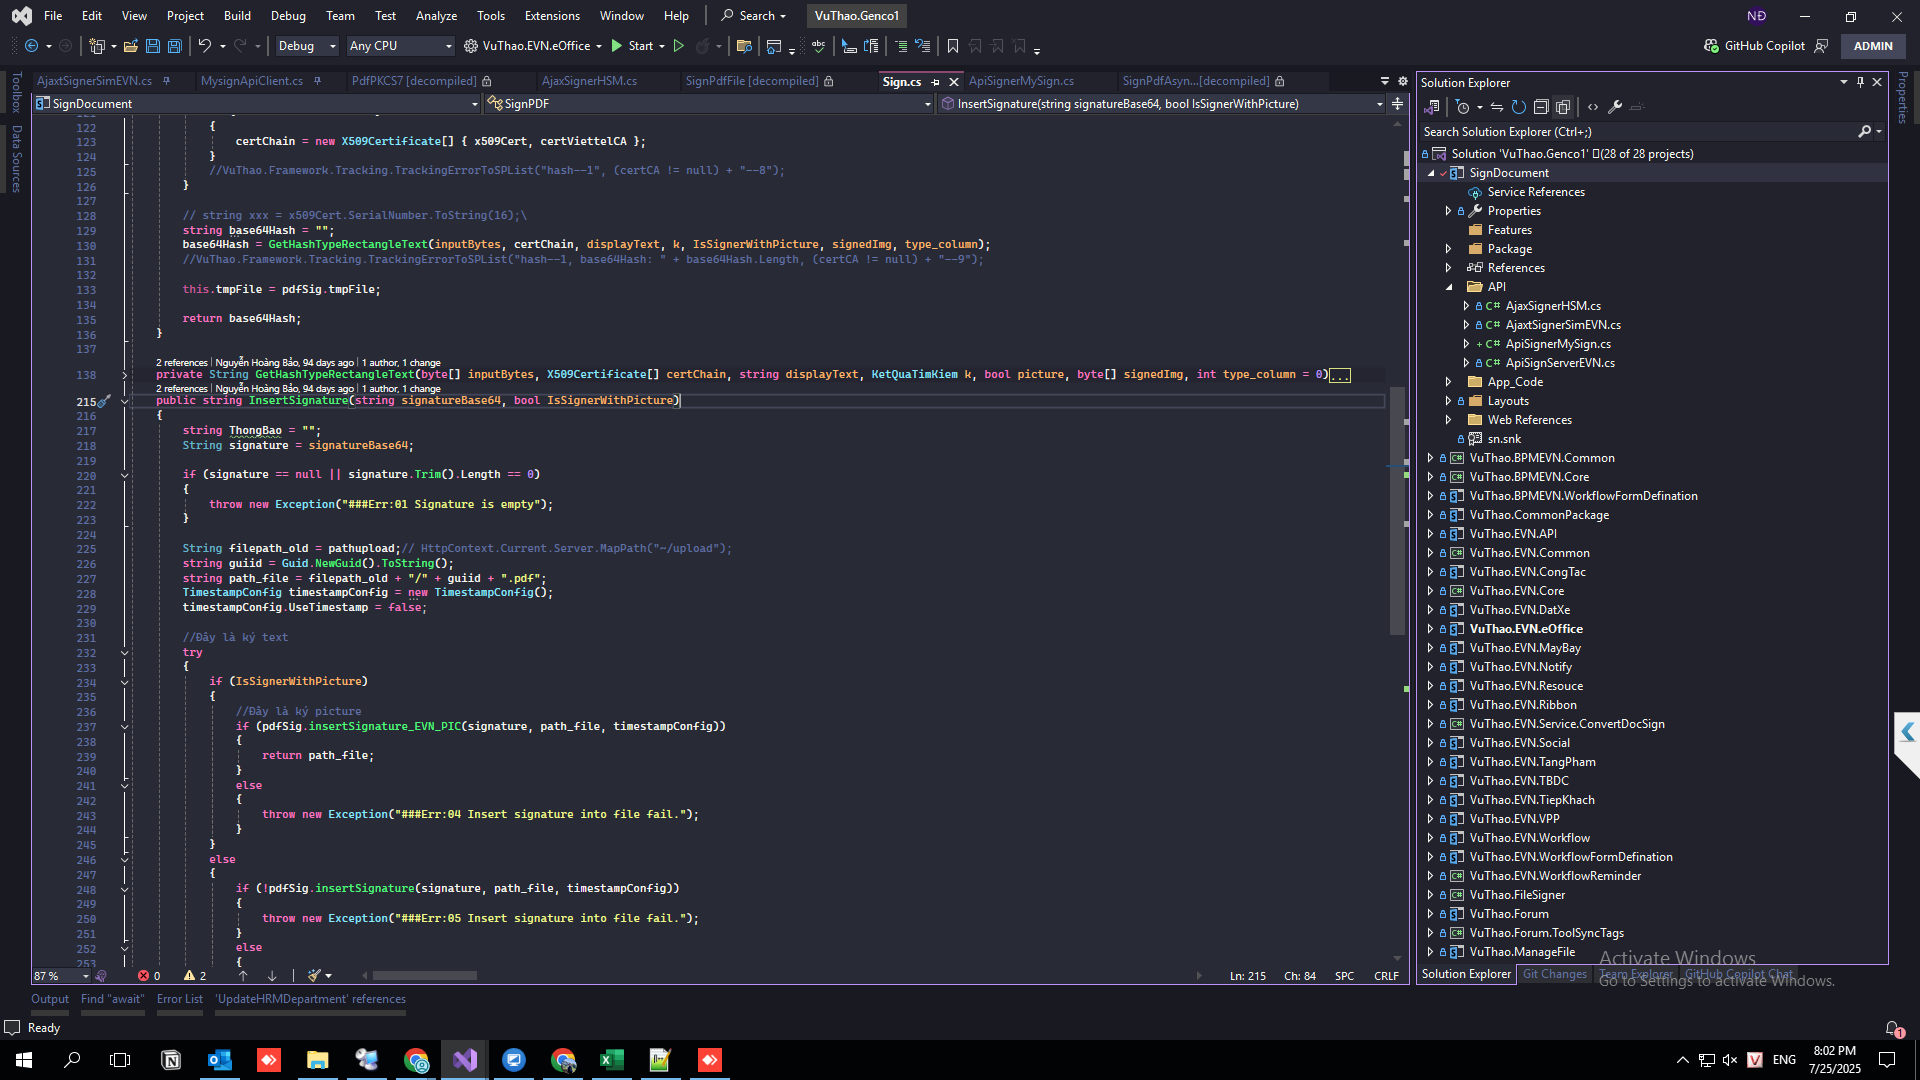 File Edit View Project Build Debug Team Test Analyze Tools Extensions Window Help Search VuThao.Genco1 NĐ
Debug Any CPU VuThao.EVN.eOffice Start GitHub Copilot ADMIN
AjaxtSignerSimEVN.cs MysignApiClient.cs PdfPKCS7 [decompiled] AjaxSignerHSM.cs SignPdfFile [decompiled] Sign.cs ApiSignerMySign.cs SignPdfAsyn...[decompiled]
SignDocument SignPDF InsertSignature(string signatureBase64, bool IsSignerWithPicture)
Toolbox
Data Sources
122 {
123 certChain = new X509Certificate[] { x509Cert, certViettelCA };
124 }
125 //VuThao.Framework.Tracking.TrackingErrorToSPList("hash--1", (certCA != null) + "--8");
126 }
127
128 // string xxx = x509Cert.SerialNumber.ToString(16);\
129 string base64Hash = "";
130 base64Hash = GetHashTypeRectangleText(inputBytes, certChain, displayText, k, IsSignerWithPicture, signedImg, type_column);
131 //VuThao.Framework.Tracking.TrackingErrorToSPList("hash--1, base64Hash: " + base64Hash.Length, (certCA != null) + "--9");
132
133 this.tmpFile = pdfSig.tmpFile;
134
135 return base64Hash;
136 }
137
2 references | Nguyễn Hoàng Bảo, 94 days ago | 1 author, 1 change
138 private String GetHashTypeRectangleText(byte[] inputBytes, X509Certificate[] certChain, string displayText, KetQuaTimKiem k, bool picture, byte[] signedImg, int type_column = 0)...
2 references | Nguyễn Hoàng Bảo, 94 days ago | 1 author, 1 change
215 public string InsertSignature(string signatureBase64, bool IsSignerWithPicture)
216 {
217 string ThongBao = "";
218 String signature = signatureBase64;
219
220 if (signature == null || signature.Trim().Length == 0)
221 {
222 throw new Exception("###Err:01 Signature is empty");
223 }
224
225 String filepath_old = pathupload;// HttpContext.Current.Server.MapPath("~/upload");
226 string guiid = Guid.NewGuid().ToString();
227 string path_file = filepath_old + "/" + guiid + ".pdf";
228 TimestampConfig timestampConfig = new TimestampConfig();
229 timestampConfig.UseTimestamp = false;
230
231 //Đây là ký text
232 try
233 {
234 if (IsSignerWithPicture)
235 {
236 //Đây là ký picture
237 if (pdfSig.insertSignature_EVN_PIC(signature, path_file, timestampConfig))
238 {
239 return path_file;
240 }
241 else
242 {
243 throw new Exception("###Err:04 Insert signature into file fail.");
244 }
245 }
246 else
247 {
248 if (!pdfSig.insertSignature(signature, path_file, timestampConfig))
249 {
250 throw new Exception("###Err:05 Insert signature into file fail.");
251 }
252 else
253 {
87 % 0 2 Ln: 215 Ch: 84 SPC CRLF
Output Find "await" Error List 'UpdateHRMDepartment' references
Ready
Solution Explorer
Search Solution Explorer (Ctrl+;)
Solution 'VuThao.Genco1' (28 of 28 projects)
SignDocument
Service References
Properties
Features
Package
References
API
C# AjaxSignerHSM.cs
C# AjaxtSignerSimEVN.cs
C# ApiSignerMySign.cs
C# ApiSignServerEVN.cs
App_Code
Layouts
Web References
sn.snk
VuThao.BPMEVN.Common
VuThao.BPMEVN.Core
VuThao.BPMEVN.WorkflowFormDefination
VuThao.CommonPackage
VuThao.EVN.API
VuThao.EVN.Common
VuThao.EVN.CongTac
VuThao.EVN.Core
VuThao.EVN.DatXe
VuThao.EVN.eOffice
VuThao.EVN.MayBay
VuThao.EVN.Notify
VuThao.EVN.Resouce
VuThao.EVN.Ribbon
VuThao.EVN.Service.ConvertDocSign
VuThao.EVN.Social
VuThao.EVN.TangPham
VuThao.EVN.TBDC
VuThao.EVN.TiepKhach
VuThao.EVN.VPP
VuThao.EVN.Workflow
VuThao.EVN.WorkflowFormDefination
VuThao.EVN.WorkflowReminder
VuThao.FileSigner
VuThao.Forum
VuThao.Forum.ToolSyncTags
VuThao.ManageFile
Solution Explorer Git Changes Team Explorer GitHub Copilot Chat
Activate Windows
Go to Settings to activate Windows.
Properties
1
ENG
8:02 PM
7/25/2025